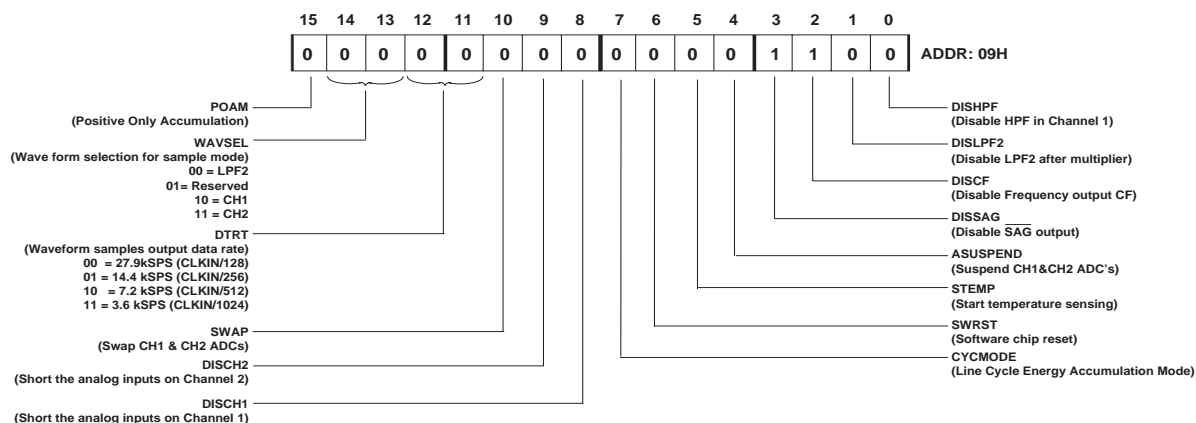 15 14 13 12 11 10 9 8 7 6 5 4 3 2 1 0
0 0 0 0 0 0 0 0 0 0 0 0 1 1 0 0 ADDR: 09H
POAM
(Positive Only Accumulation)
WAVSEL
(Wave form selection for sample mode)
00 = LPF2
01= Reserved
10 = CH1
11 = CH2
DTRT
(Waveform samples output data rate)
00 = 27.9kSPS (CLKIN/128)
01 = 14.4 kSPS (CLKIN/256)
10 = 7.2 kSPS (CLKIN/512)
11 = 3.6 kSPS (CLKIN/1024)
SWAP
(Swap CH1 & CH2 ADCs)
DISCH2
(Short the analog inputs on Channel 2)
DISCH1
(Short the analog inputs on Channel 1)
DISHPF
(Disable HPF in Channel 1)
DISLPF2
(Disable LPF2 after multiplier)
DISCF
(Disable Frequency output CF)
DISSAG
(Disable SAG output)
ASUSPEND
(Suspend CH1&CH2 ADC's)
STEMP
(Start temperature sensing)
SWRST
(Software chip reset)
CYCMODE
(Line Cycle Energy Accumulation Mode)